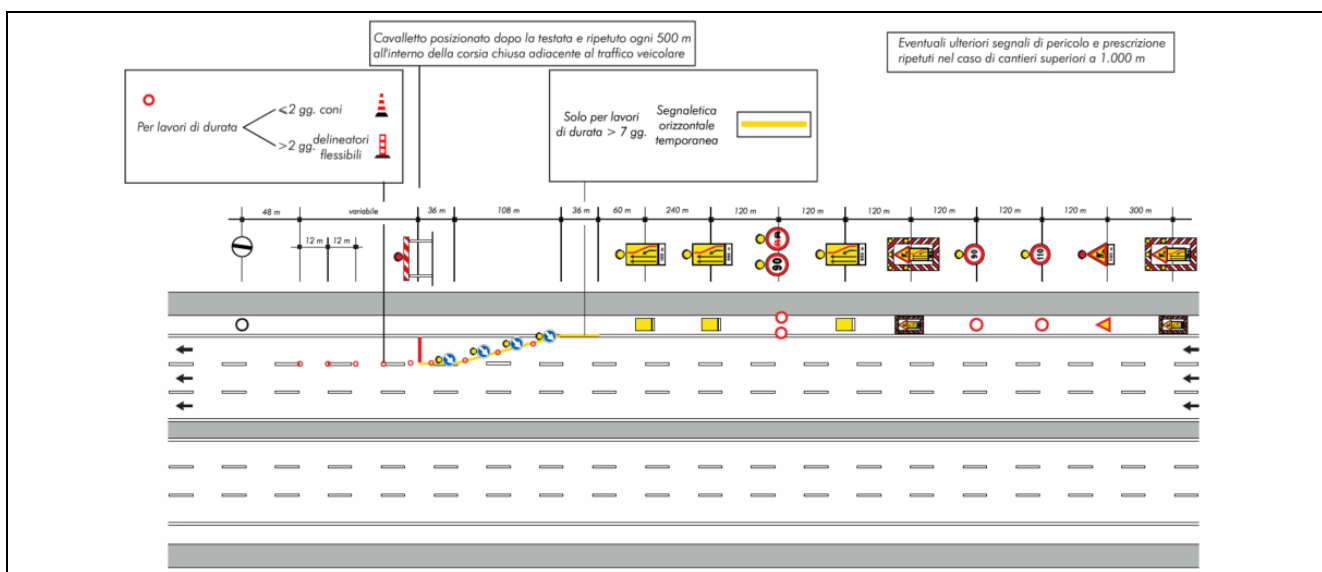 Cavalletto posizionato dopo la testata e ripetuto ogni 500 m
all'interno della corsia chiusa adiacente al traffico veicolare
Eventuali ulteriori segnali di pericolo e prescrizione
ripetuti nel caso di cantieri superiori a 1.000 m
Per lavori di durata
<2 gg. coni
>2 gg. delineatori
flessibili
Solo per lavori
di durata > 7 gg.
Segnaletica
orizzontale
temporanea
48 m
variabile
36 m
108 m
36 m
60 m
240 m
120 m
120 m
120 m
120 m
120 m
120 m
300 m
12 m
12 m
90
90
110